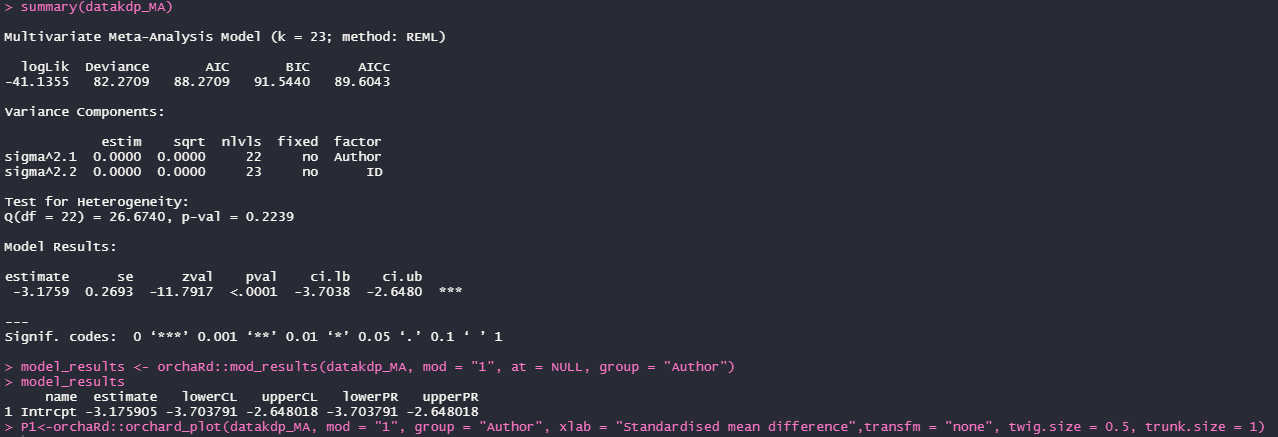 > summary(datakdp_MA)
Multivariate Meta-Analysis Model (k = 23; method: REML)
logLik Deviance AIC BIC AICc
-41.1355 82.2709 88.2709 91.5440 89.6043
Variance Components:
estim sqrt nlvls fixed factor
sigma^2.1 0.0000 0.0000 22 no Author
sigma^2.2 0.0000 0.0000 23 no ID
Test for Heterogeneity:
Q(df = 22) = 26.6740, p-val = 0.2239
Model Results:
estimate se zval pval ci.lb ci.ub
-3.1759 0.2693 -11.7917 <.0001 -3.7038 -2.6480 ***
---
Signif. codes: 0 ‘***’ 0.001 ‘**’ 0.01 ‘*’ 0.05 ‘.’ 0.1 ‘ ’ 1
> model_results <- orchaRd::mod_results(datakdp_MA, mod = "1", at = NULL, group = "Author")
> model_results
name estimate lowerCL upperCL lowerPR upperPR
1 Intrcpt -3.175905 -3.703791 -2.648018 -3.703791 -2.648018
> P1<-orchaRd::orchard_plot(datakdp_MA, mod = "1", group = "Author", xlab = "Standardised mean difference",transfm = "none", twig.size = 0.5, trunk.size = 1)